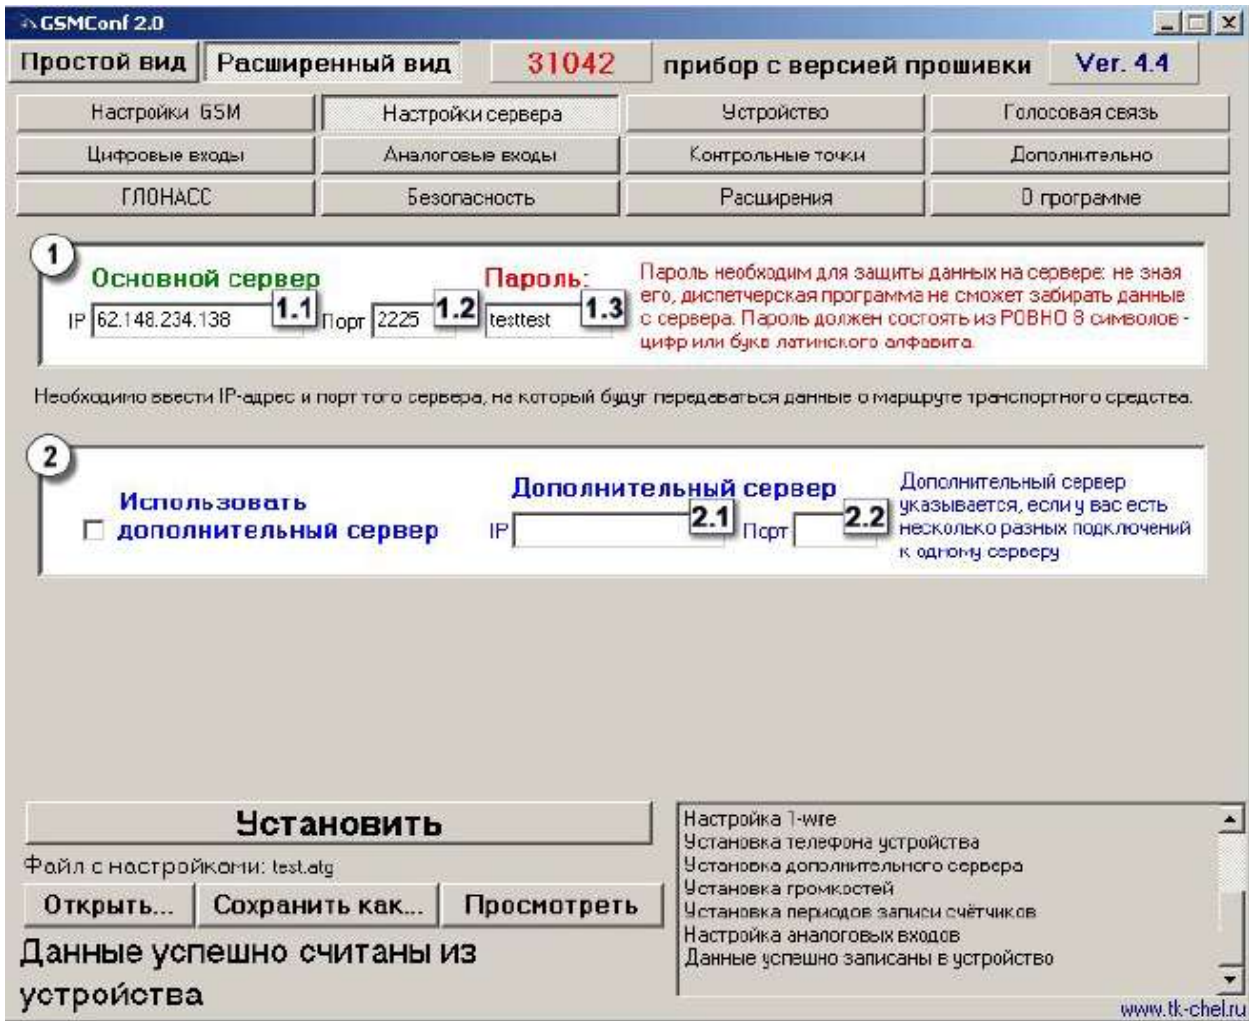 GSMConf 2.0
Простой вид Расширенный вид 31042 прибор с версией прошивки Ver. 4.4
Настройки GSM Настройки сервера Устройство Голосовая связь
Цифровые входы Аналоговые входы Контрольные точки Дополнительно
ГЛОНАСС Безопасность Расширения О программе
1
Основной сервер Пароль:
IP 62.148.234.138 1.1 Порт 2225 1.2 testtest 1.3
Пароль необходим для защиты данных на сервере: не зная
его, диспетчерская программа не сможет забирать данные
с сервера. Пароль должен состоять из РОВНО 8 символов -
цифр или букв латинского алфавита.
Необходимо ввести IP-адрес и порт того сервера, на который будут передаваться данные о маршруте транспортного средства.
2
Использовать
дополнительный сервер
Дополнительный сервер
IP 2.1 Порт 2.2
Дополнительный сервер
указывается, если у вас есть
несколько разных подключений
к одному серверу
Установить
Файл с настройками: test.atg
Открыть... Сохранить как... Просмотреть
Данные успешно считаны из
устройства
Настройка 1-wire
Установка телефона устройства
Установка дополнительного сервера
Установка громкостей
Установка периодов записи счётчиков
Настройка аналоговых входов
Данные успешно записаны в устройство
www.tk-chel.ru